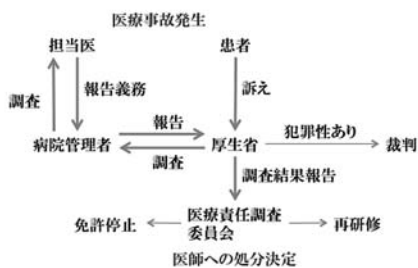 医療事故発生
担当医
患者
調査
報告義務
訴え
病院管理者
報告
調査
厚生省
犯罪性あり
裁判
調査結果報告
免許停止
医療責任調査
委員会
再研修
医師への処分決定